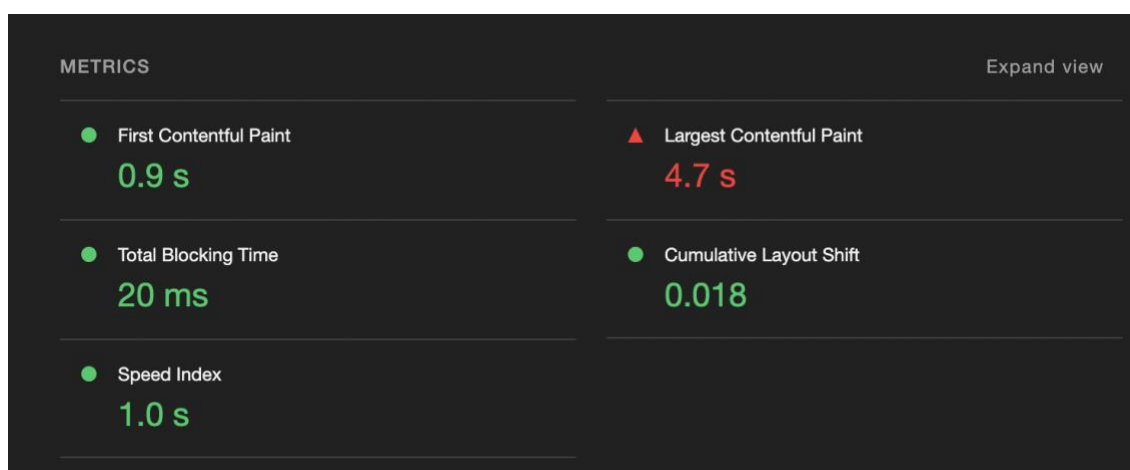 METRICS
Expand view
First Contentful Paint
0.9 s
Largest Contentful Paint
4.7 s
Total Blocking Time
20 ms
Cumulative Layout Shift
0.018
Speed Index
1.0 s